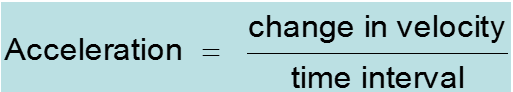 change in velocity
Acceleration =
time interval